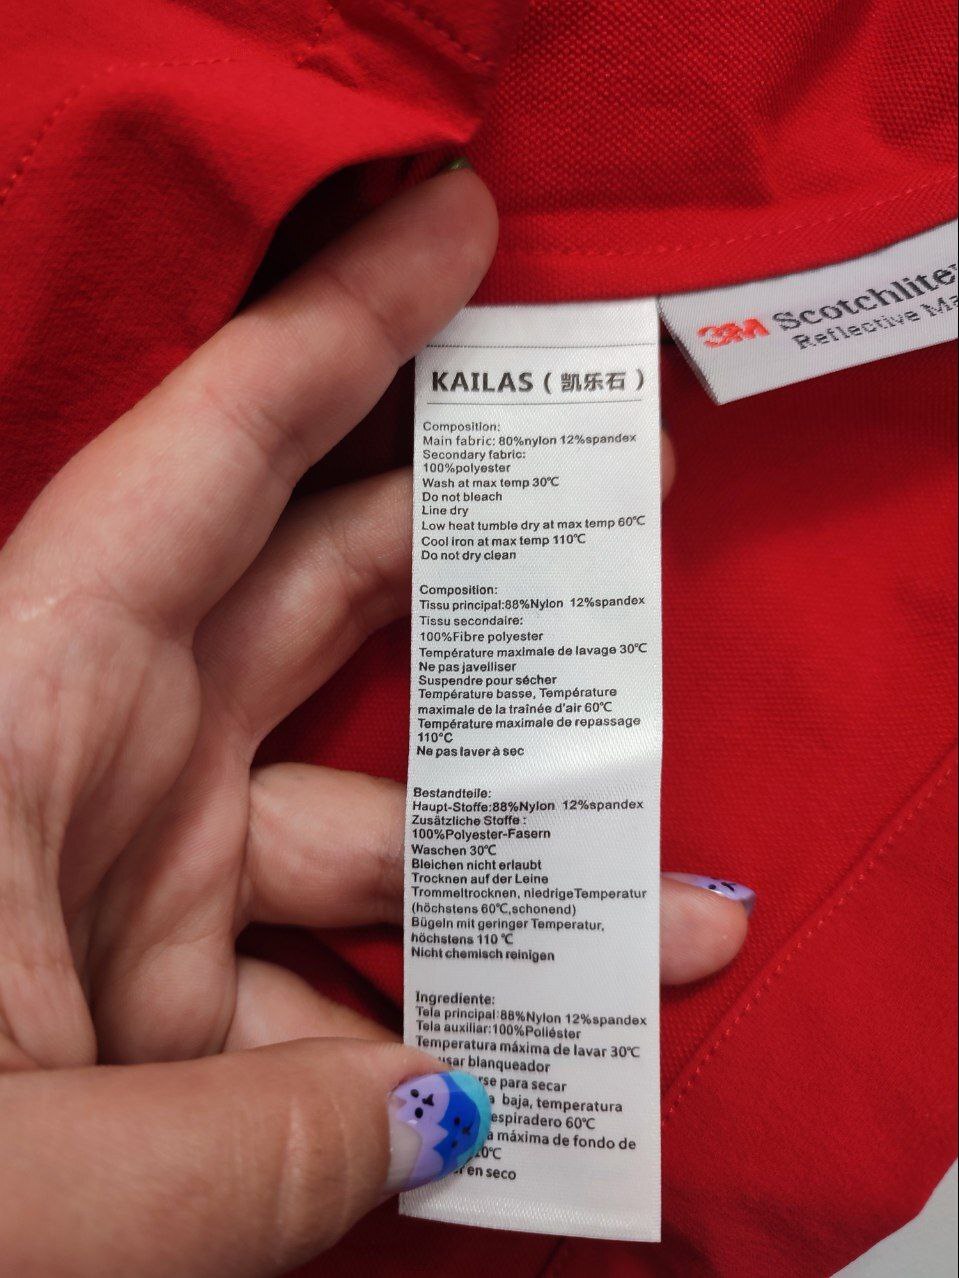 3M Scotchlite
Reflective Ma
KAILAS ( 凯乐石 )
Composition:
Main fabric: 80%nylon 12%spandex
Secondary fabric:
100%polyester
Wash at max temp 30℃
Do not bleach
Line dry
Low heat tumble dry at max temp 60℃
Cool iron at max temp 110℃
Do not dry clean
Composition:
Tissu principal:88%Nylon 12%spandex
Tissu secondaire:
100%Fibre polyester
Température maximale de lavage 30℃
Ne pas javelliser
Suspendre pour sécher
Température basse, Température
maximale de la traînée d'air 60℃
Température maximale de repassage
110°C
Ne pas laver à sec
Bestandteile:
Haupt-Stoffe:88%Nylon 12%spandex
Zusätzliche Stoffe :
100%Polyester-Fasern
Waschen 30℃
Bleichen nicht erlaubt
Trocknen auf der Leine
Trommeltrocknen, niedrigeTemperatur
(höchstens 60℃,schonend)
Bügeln mit geringer Temperatur,
höchstens 110 ℃
Nicht chemisch reinigen
Ingrediente:
Tela principal:88%Nylon 12%spandex
Tela auxiliar:100%Poliéster
Temperatura máxima de lavar 30℃
usar blanqueador
rse para secar
baja, temperatura
espiradero 60℃
a máxima de fondo de
10℃
r en seco